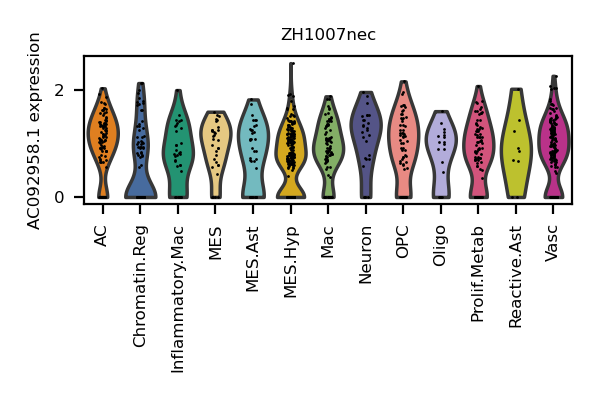 ZH1007nec
AC092958.1 expression
2
0
AC
Chromatin.Reg
Inflammatory.Mac
MES
MES.Ast
MES.Hyp
Mac
Neuron
OPC
Oligo
Prolif.Metab
Reactive.Ast
Vasc